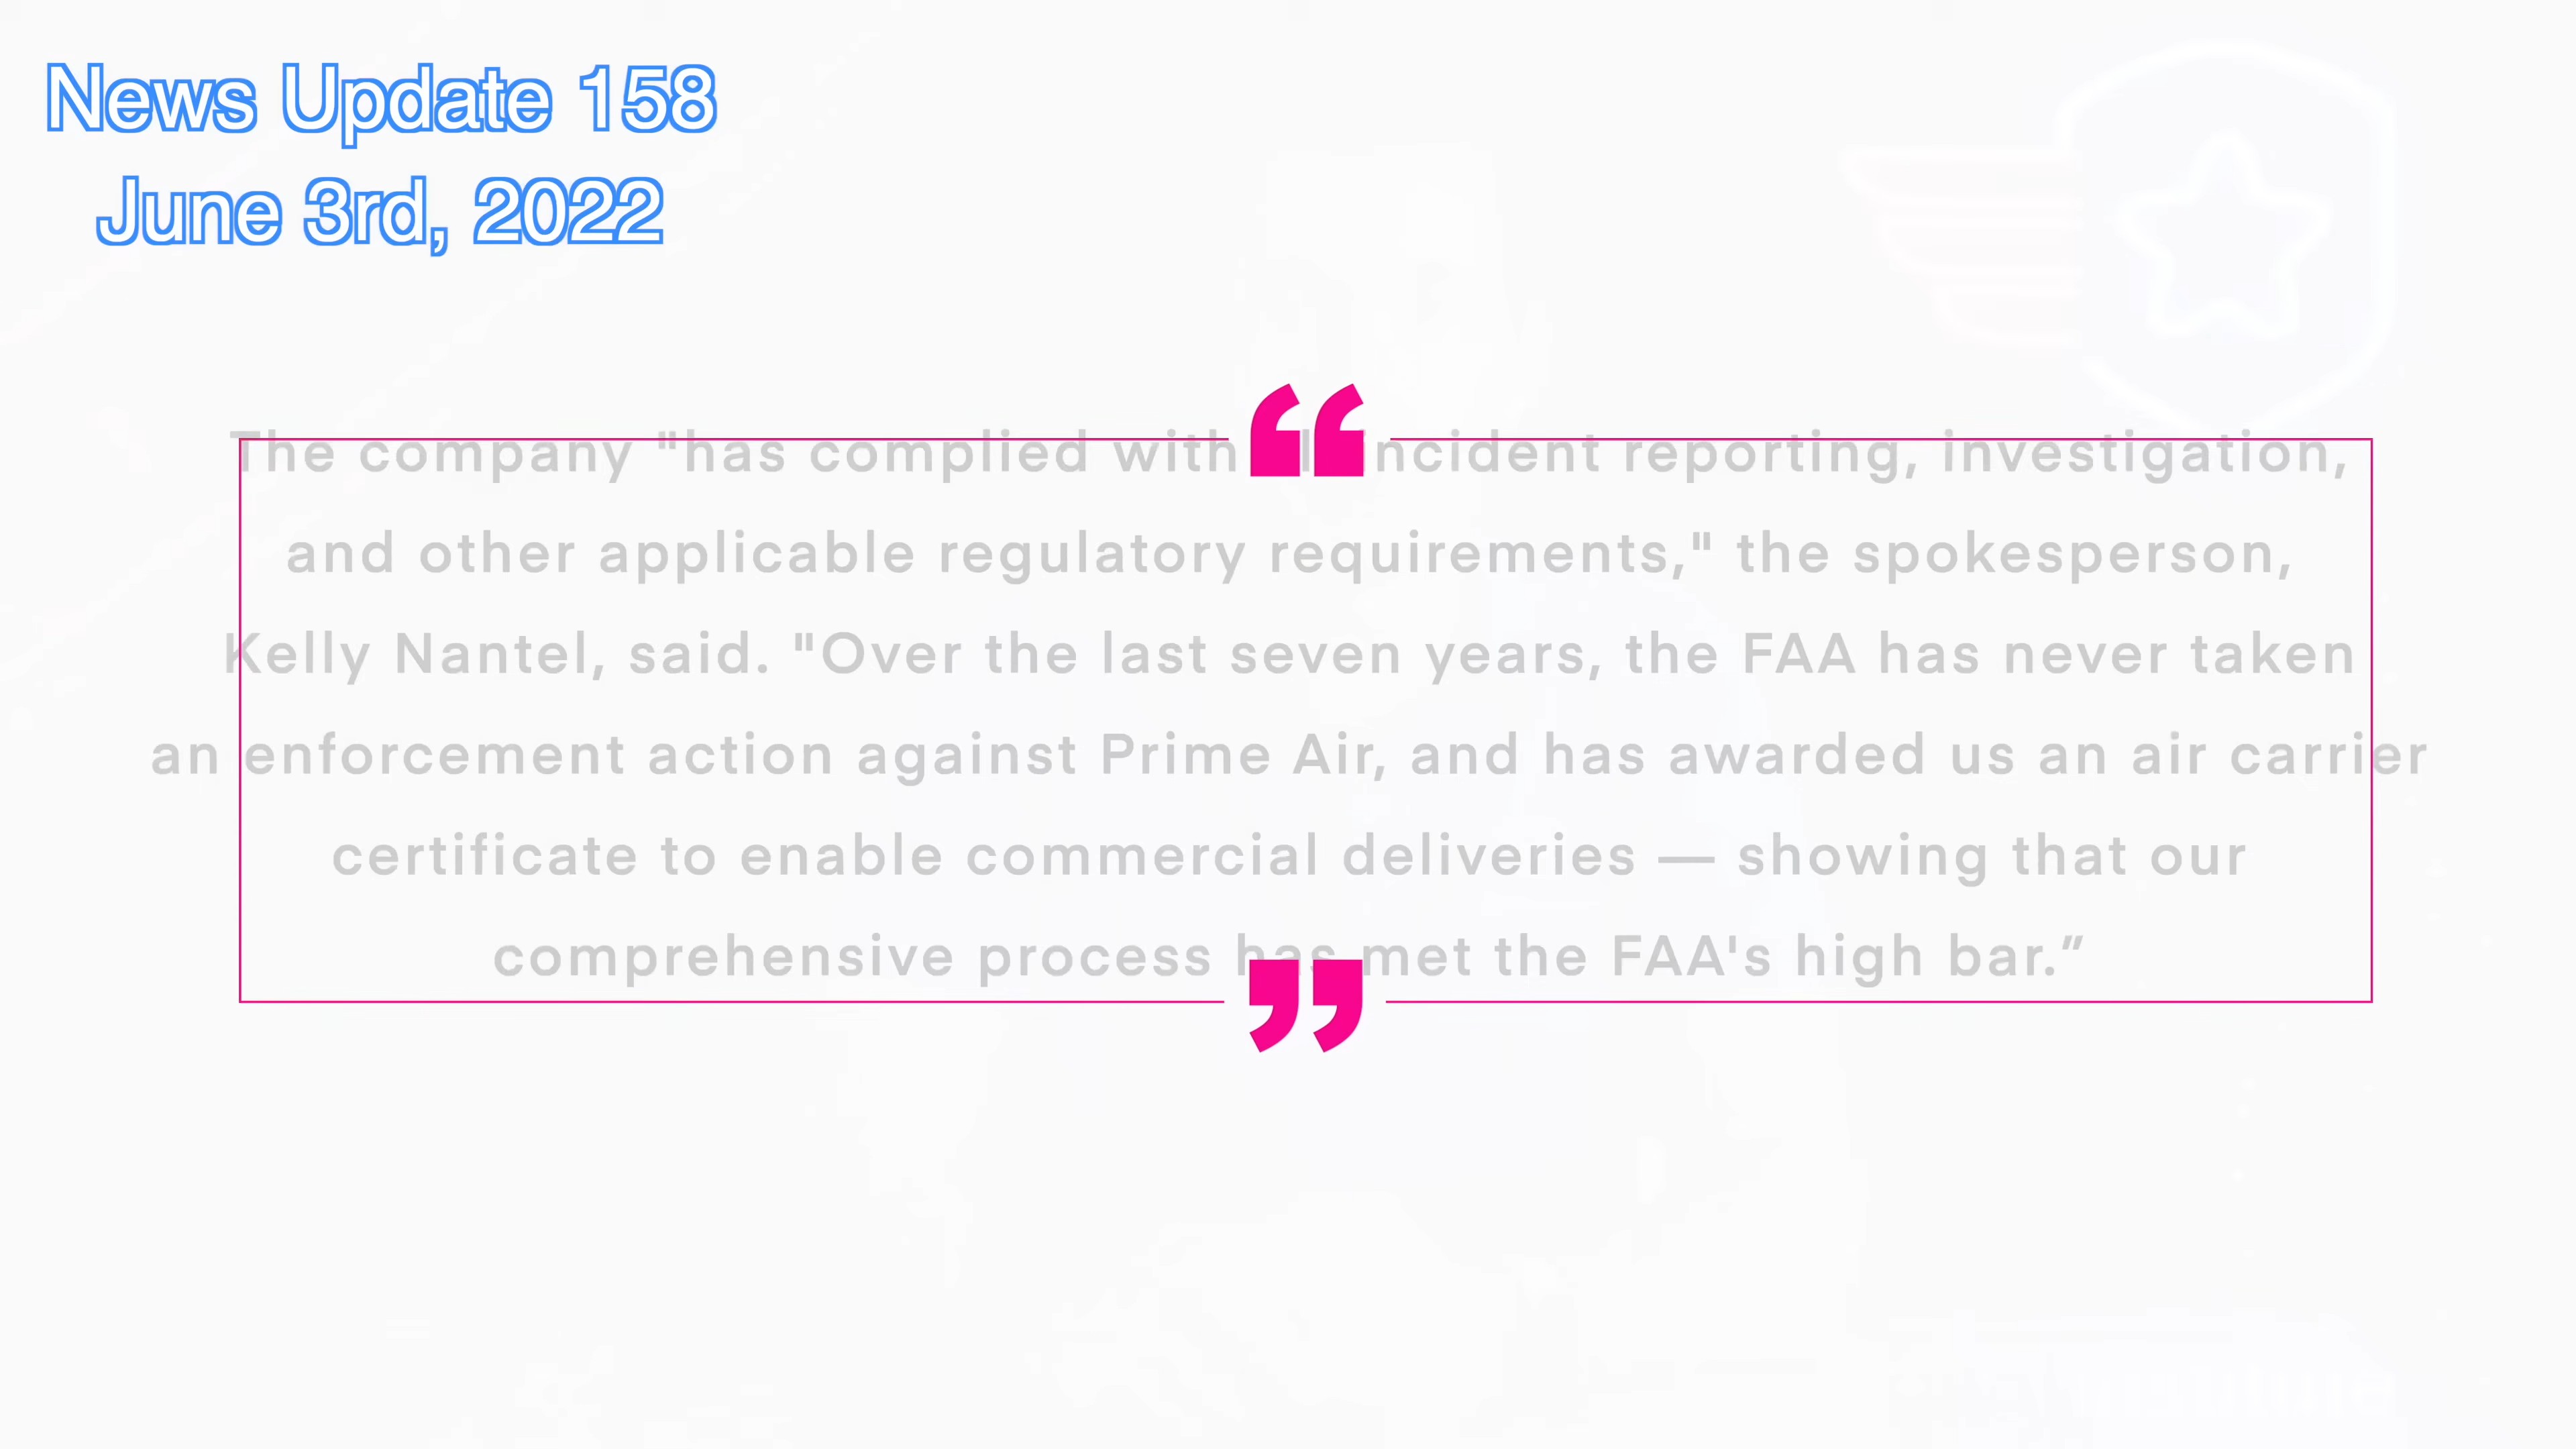 News Update 158
June 3rd, 2022
The company "has complied with incident reporting, investigation,
and other applicable regulatory requirements," the spokesperson,
Kelly Nantel, said. "Over the last seven years, the FAA has never taken
an enforcement action against Prime Air, and has awarded us an air carrier
certificate to enable commercial deliveries — showing that our
comprehensive process has met the FAA's high bar.”